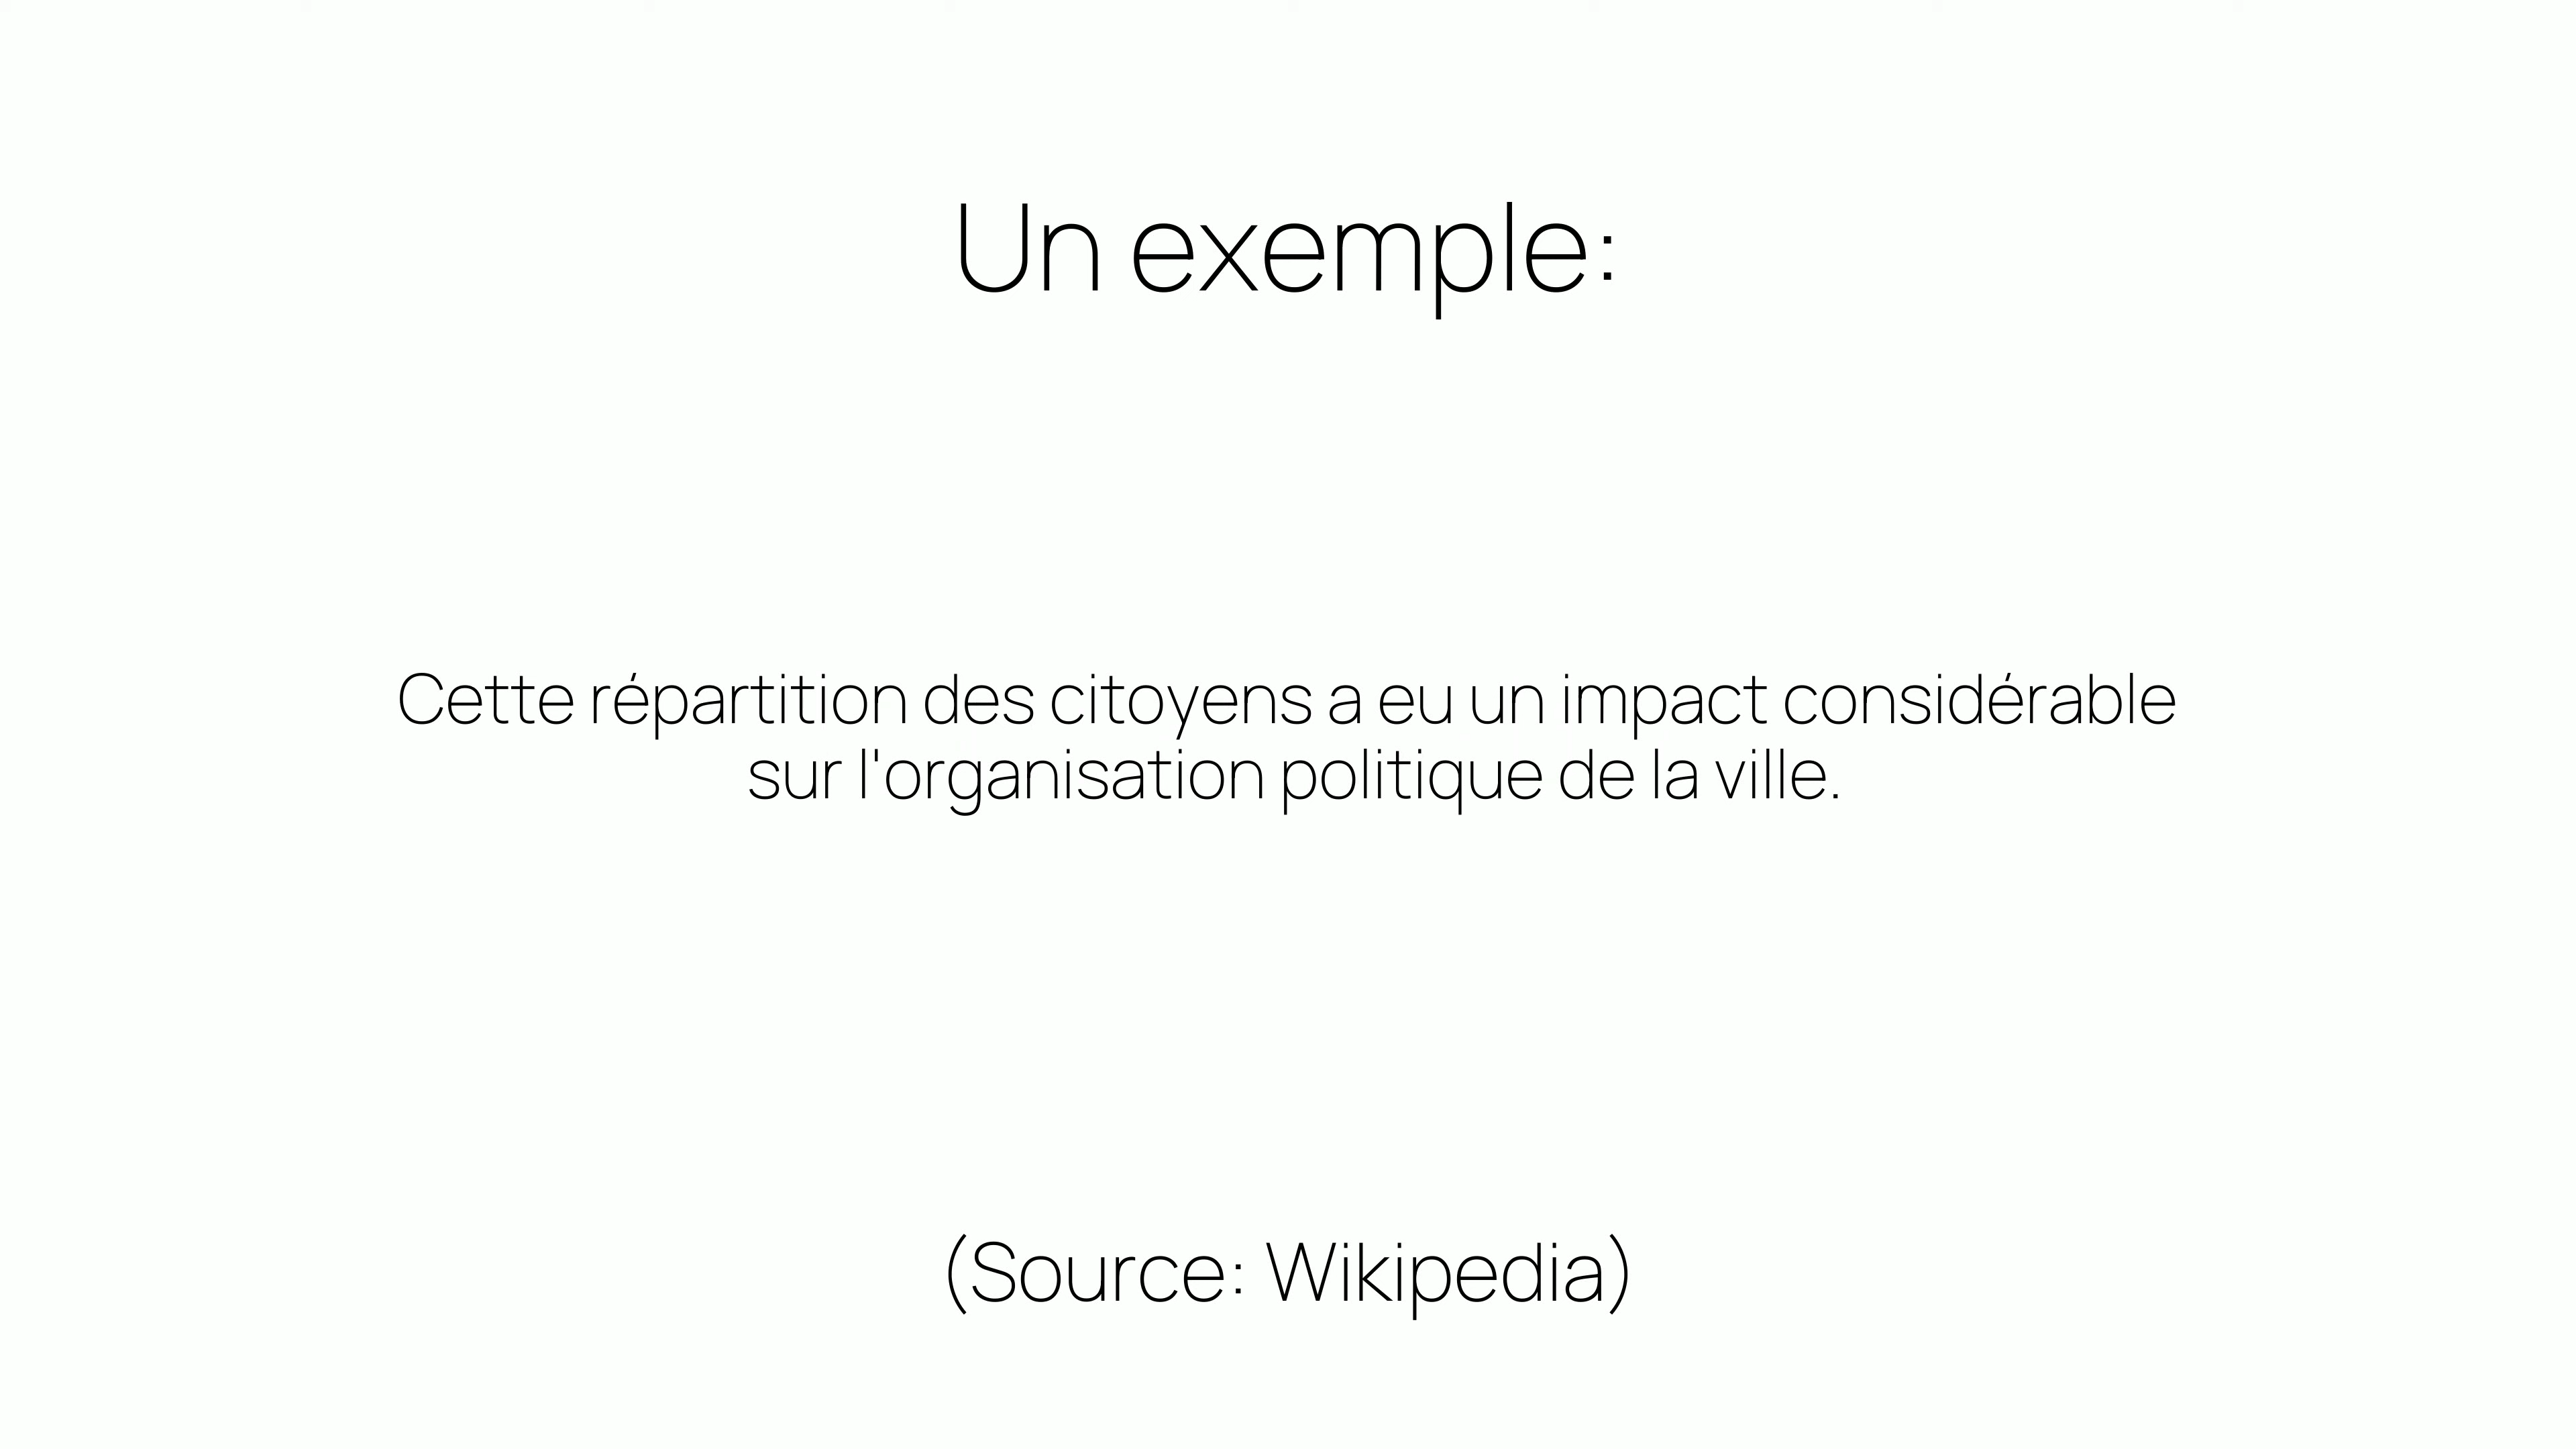 Un exemple:
Cette répartition des citoyens a eu un impact considérable
sur l'organisation politique de la ville.
(Source: Wikipedia)